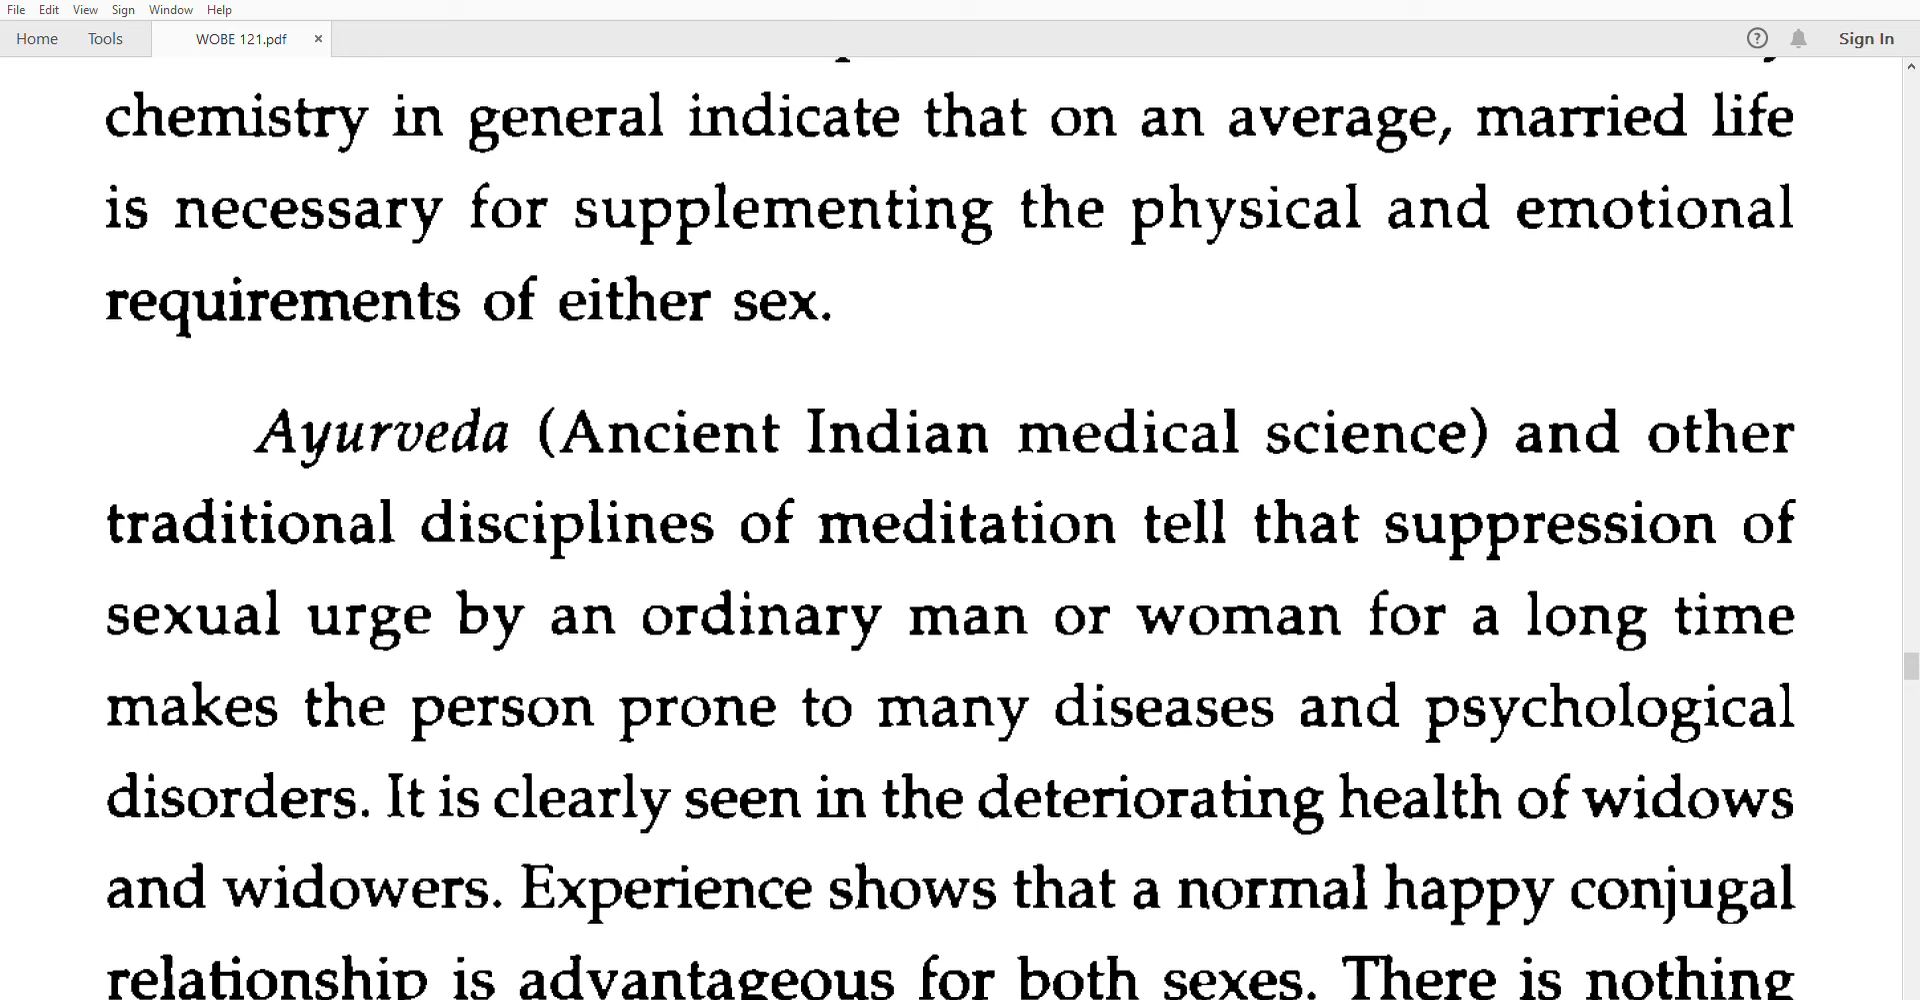 File Edit View Sign Window Help
Home Tools WOBE 121.pdf × ? Sign In
chemistry in general indicate that on an average, married life
is necessary for supplementing the physical and emotional
requirements of either sex.
Ayurveda (Ancient Indian medical science) and other
traditional disciplines of meditation tell that suppression of
sexual urge by an ordinary man or woman for a long time
makes the person prone to many diseases and psychological
disorders. It is clearly seen in the deteriorating health of widows
and widowers. Experience shows that a normal happy conjugal
relationship is advantageous for both sexes. There is nothing